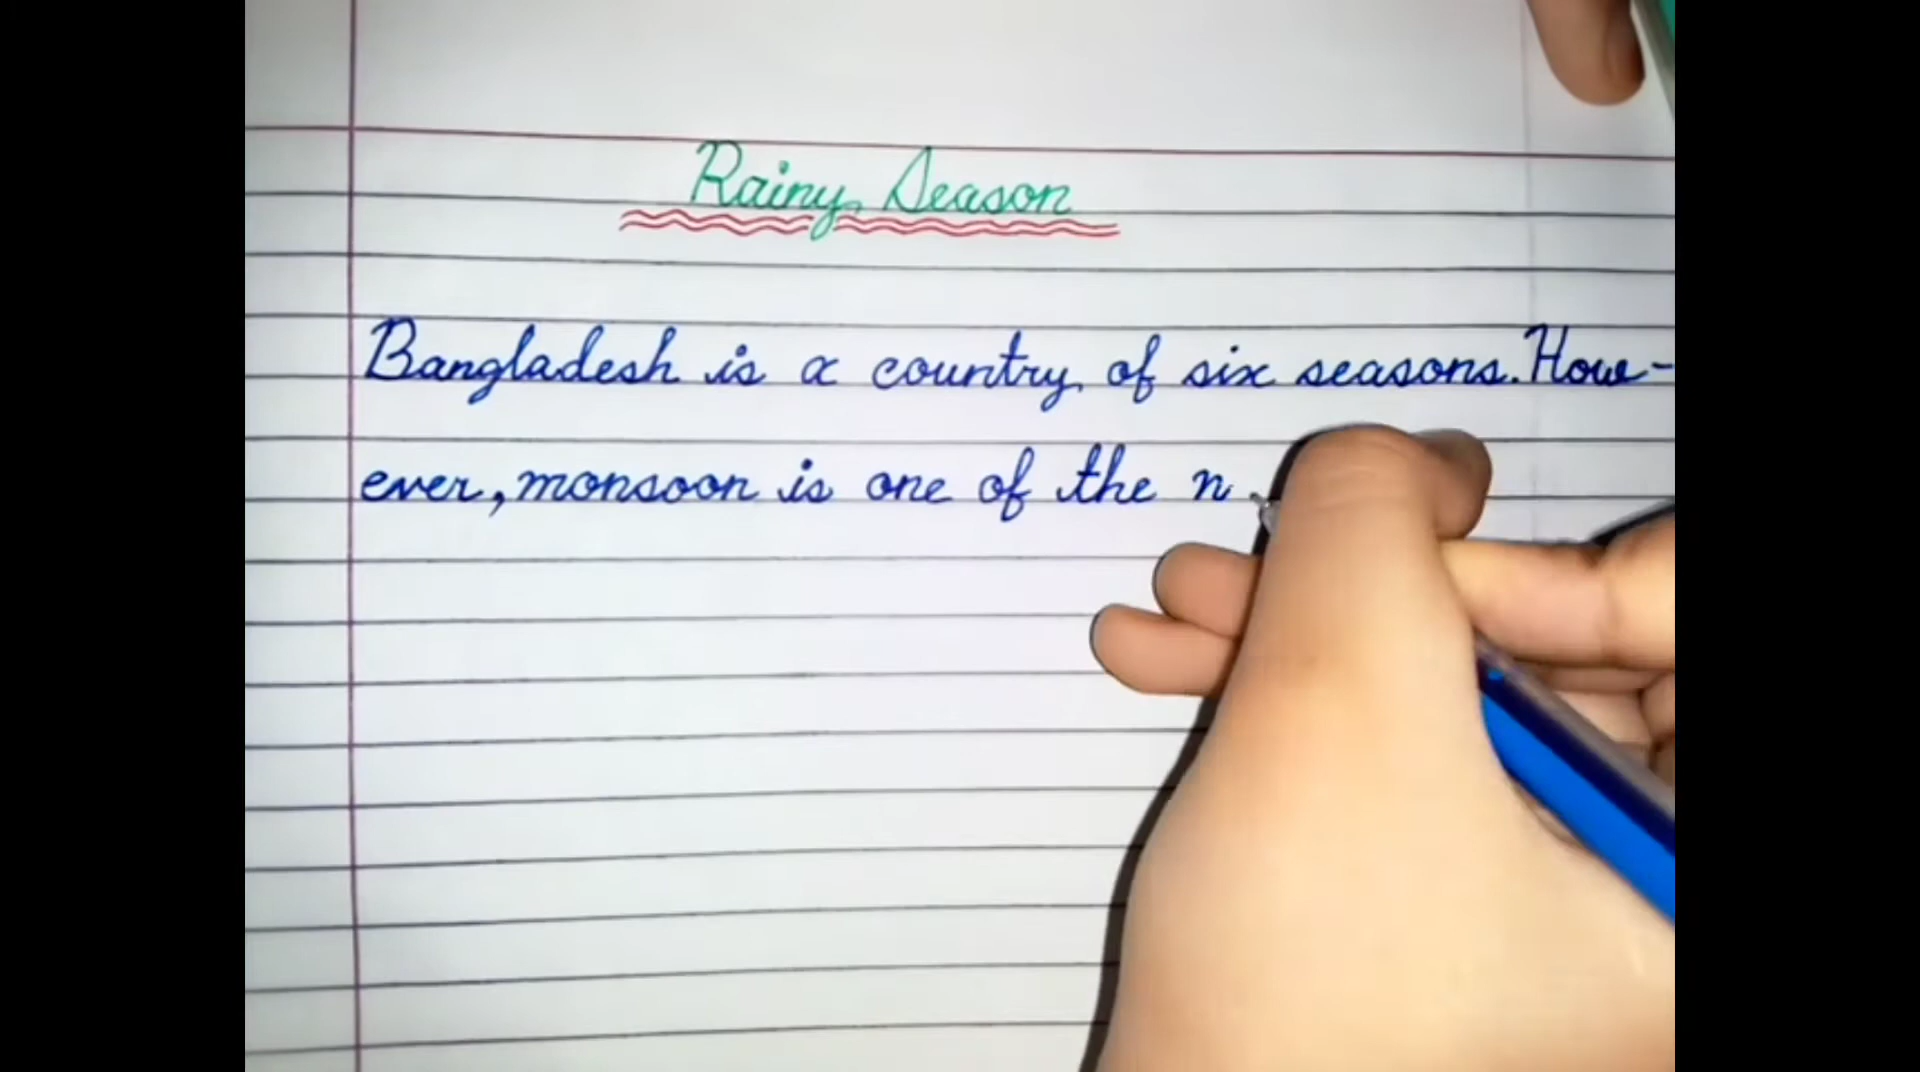 Rainy Season
Bangladesh is a country of six seasons. How-
ever, monsoon is one of the n